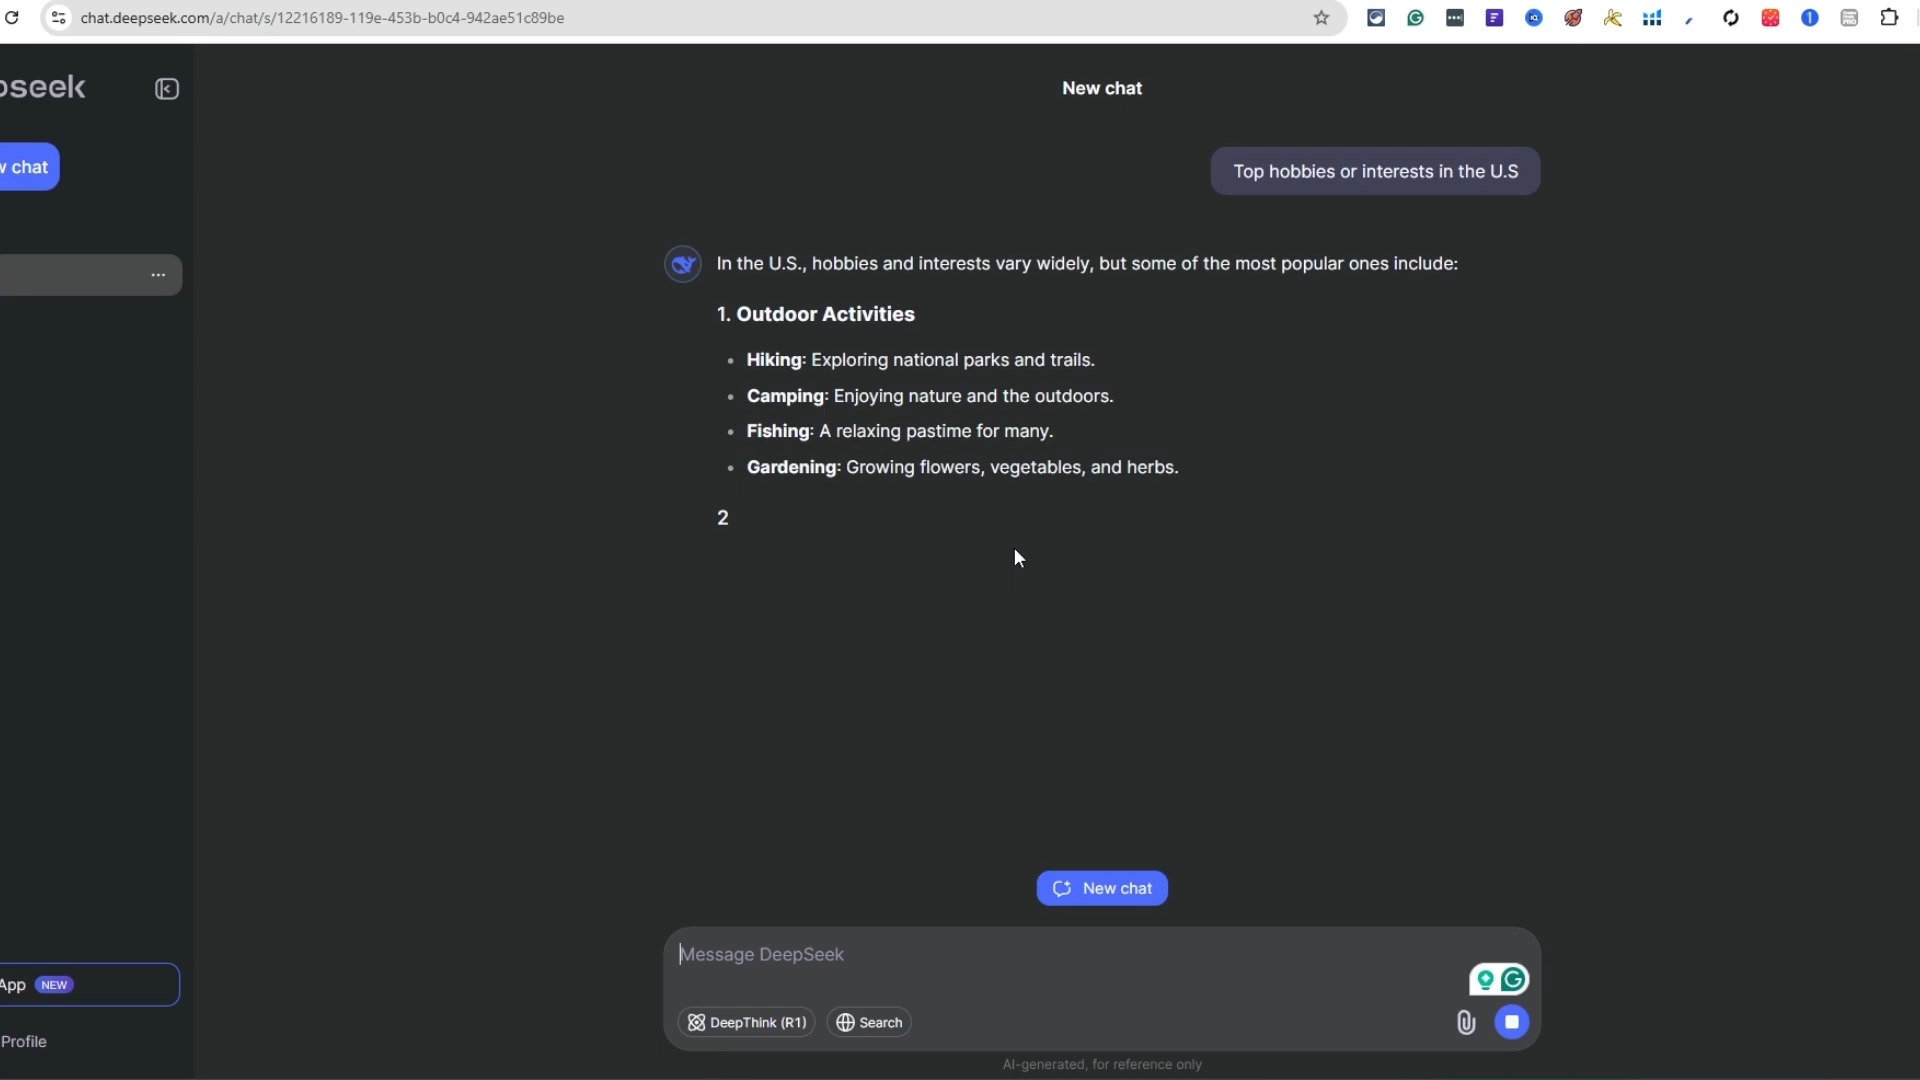 chat.deepseek.com/a/chat/s/12216189-119e-453b-b0c4-942ae51c89be
pseek
New chat
w chat
Top hobbies or interests in the U.S
In the U.S., hobbies and interests vary widely, but some of the most popular ones include:
1. Outdoor Activities
Hiking: Exploring national parks and trails.
Camping: Enjoying nature and the outdoors.
Fishing: A relaxing pastime for many.
Gardening: Growing flowers, vegetables, and herbs.
2
New chat
Message DeepSeek
App NEW
DeepThink (R1) Search
Profile
AI-generated, for reference only